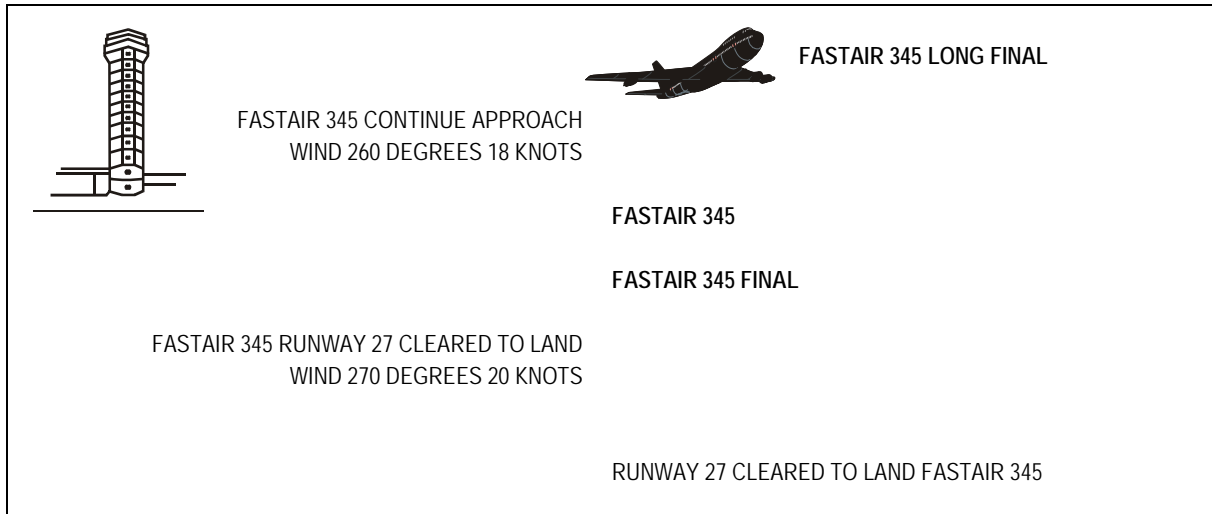 FASTAIR 345 LONG FINAL
FASTAIR 345 CONTINUE APPROACH
WIND 260 DEGREES 18 KNOTS
FASTAIR 345
FASTAIR 345 FINAL
FASTAIR 345 RUNWAY 27 CLEARED TO LAND
WIND 270 DEGREES 20 KNOTS
RUNWAY 27 CLEARED TO LAND FASTAIR 345